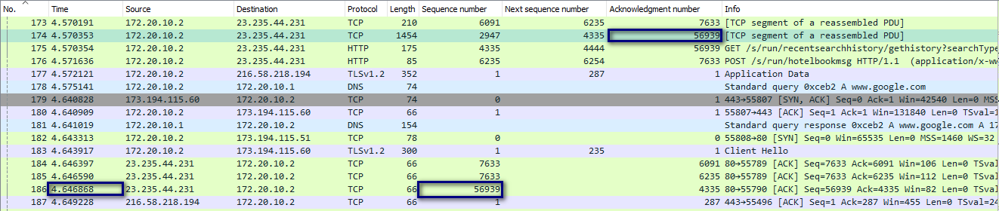 No. Time Source Destination Protocol Length Sequence number Next sequence number Acknowledgment number Info
173 4.570191 172.20.10.2 23.235.44.231 TCP 210 6091 6235 7633 [TCP segment of a reassembled PDU]
174 4.570353 172.20.10.2 23.235.44.231 TCP 1454 2947 4335 56939 [TCP segment of a reassembled PDU]
175 4.570354 172.20.10.2 23.235.44.231 HTTP 175 4335 4444 56939 GET /s/run/recentsearchhistory/gethistory?searchType
176 4.571636 172.20.10.2 23.235.44.231 HTTP 85 6235 6254 7633 POST /s/run/hotelbookmsg HTTP/1.1 (application/x-ww
177 4.572121 172.20.10.2 216.58.218.194 TLSv1.2 352 1 287 1 Application Data
178 4.575141 172.20.10.2 172.20.10.1 DNS 74 Standard query 0xceb2 A www.google.com
179 4.640828 173.194.115.60 172.20.10.2 TCP 74 0 1 443→55807 [SYN, ACK] Seq=0 Ack=1 Win=42540 Len=0 MSS
180 4.640909 172.20.10.2 173.194.115.60 TCP 66 1 1 55807→443 [ACK] Seq=1 Ack=1 Win=131840 Len=0 TSval=1
181 4.641019 172.20.10.1 172.20.10.2 DNS 154 Standard query response 0xceb2 A www.google.com A 17
182 4.643313 172.20.10.2 173.194.115.51 TCP 78 0 0 55808→80 [SYN] Seq=0 Win=65535 Len=0 MSS=1460 WS=32
183 4.643917 172.20.10.2 173.194.115.60 TLSv1.2 300 1 235 1 Client Hello
184 4.646397 23.235.44.231 172.20.10.2 TCP 66 7633 6091 80→55789 [ACK] Seq=7633 Ack=6091 Win=106 Len=0 TSval
185 4.646590 23.235.44.231 172.20.10.2 TCP 66 7633 6235 80→55789 [ACK] Seq=7633 Ack=6235 Win=112 Len=0 TSval
186 4.646868 23.235.44.231 172.20.10.2 TCP 66 56939 4335 80→55790 [ACK] Seq=56939 Ack=4335 Win=82 Len=0 TSva
187 4.649228 216.58.218.194 172.20.10.2 TCP 66 1 287 443→55496 [ACK] Seq=1 Ack=287 Win=455 Len=0 TSval=24